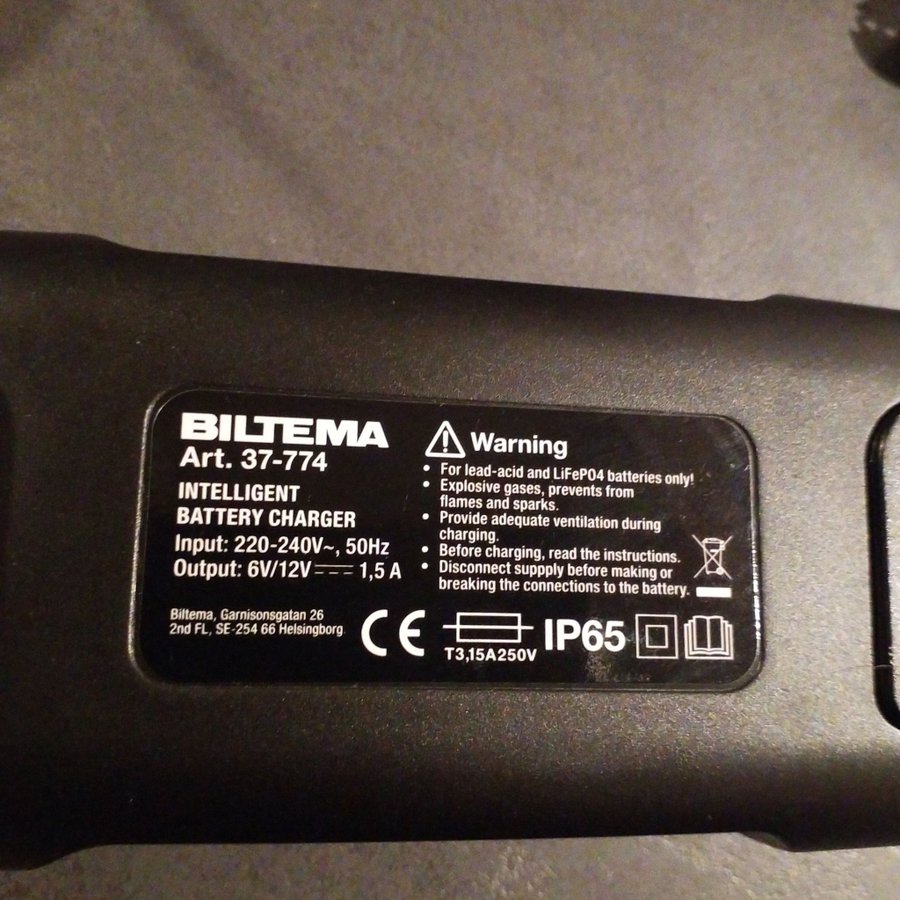 BILTEMA
Art. 37-774
INTELLIGENT
BATTERY CHARGER
Input: 220-240V~, 50Hz
Output: 6V/12V⎓ 1,5 A
Biltema, Garnisonsgatan 26
2nd FL, SE-254 66 Helsingborg.
Warning
• For lead-acid and LiFePO4 batteries only!
• Explosive gases, prevents from
flames and sparks.
• Provide adequate ventilation during
charging.
• Before charging, read the instructions.
• Disconnect suppply before making or
breaking the connections to the battery.
CE
T3,15A250V
IP65